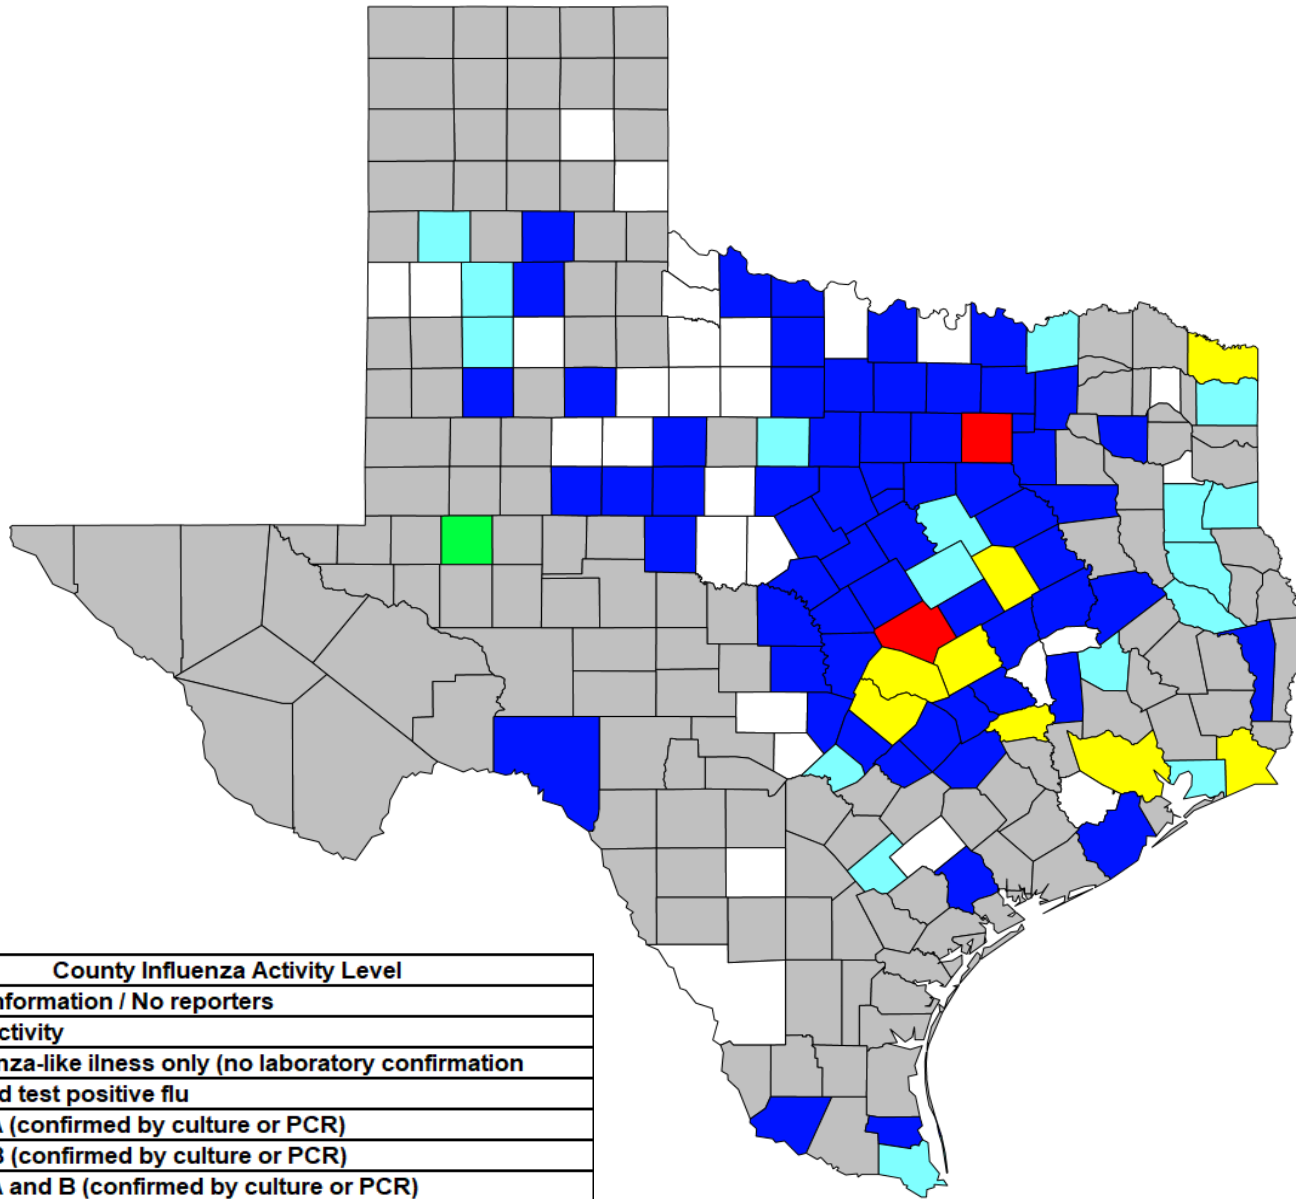 County Influenza Activity Level
nformation / No reporters
ctivity
nza-like ilness only (no laboratory confirmation
d test positive flu
A (confirmed by culture or PCR)
B (confirmed by culture or PCR)
A and B (confirmed by culture or PCR)